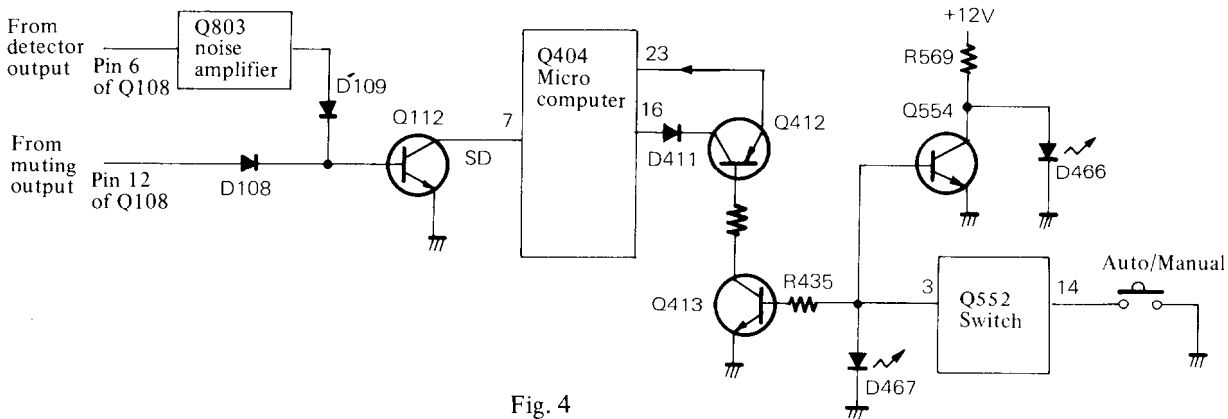 From
detector
output
Pin 6
of Q108
Q803
noise
amplifier
D109
From
muting
output
Pin 12
of Q108
D108
Q112
SD
7
Q404
Micro
computer
23
16
D411
Q412
Q413
R435
D467
+12V
R569
Q554
D466
3
Q552
Switch
14
Auto/Manual
Fig. 4